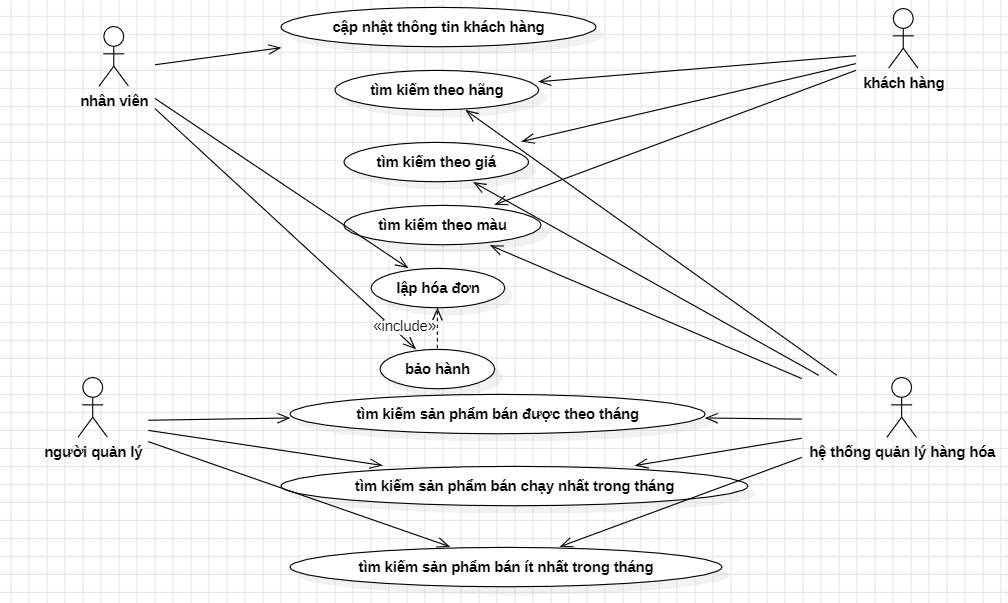 cập nhật thông tin khách hàng
nhân viên
khách hàng
tìm kiếm theo hãng
tìm kiếm theo giá
tìm kiếm theo màu
lập hóa đơn
«include»
bảo hành
tìm kiếm sản phẩm bán được theo tháng
người quản lý
hệ thống quản lý hàng hóa
tìm kiếm sản phẩm bán chạy nhất trong tháng
tìm kiếm sản phẩm bán ít nhất trong tháng